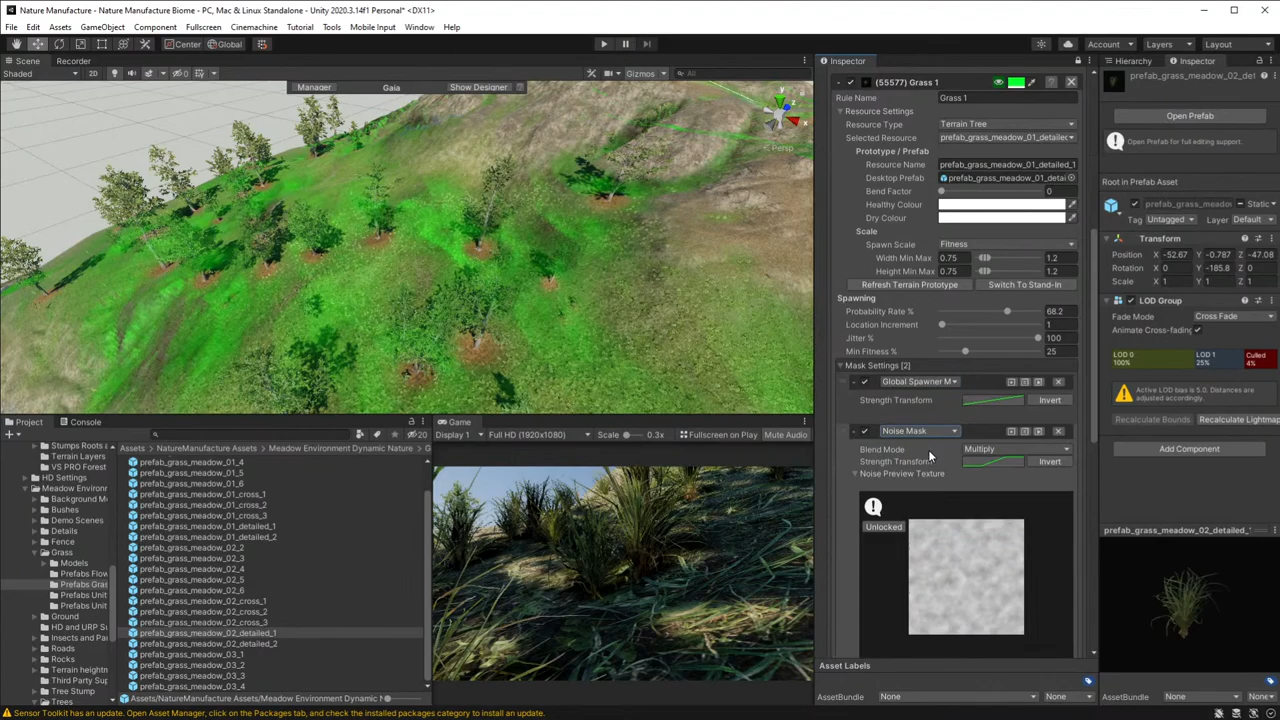 Nature Manufacture - Nature Manufacture Biome - PC, Mac & Linux Standalone - Unity 2020.3.14f1 Personal* <DX11>
File Edit Assets GameObject Component Fullscreen Cinemachine Tutorial Tools Mobile Input Window Help
Center Global Account Layers Layout
Scene Recorder
Shaded 2D 0 Gizmos All
Manager Gaia Show Designer
y x Persp
Inspector
(55577) Grass 1
Rule Name Grass 1
Resource Settings
Resource Type Terrain Tree
Selected Resource prefab_grass_meadow_01_detailed
Prototype / Prefab
Resource Name prefab_grass_meadow_01_detailed_1
Desktop Prefab prefab_grass_meadow_01_detai
Bend Factor 0
Healthy Colour
Dry Colour
Scale
Spawn Scale Fitness
Width Min Max 0.75 1.2
Height Min Max 0.75 1.2
Refresh Terrain Prototype Switch To Stand-In
Spawning
Probability Rate % 68.2
Location Increment 1
Jitter % 100
Min Fitness % 25
Mask Settings [2]
Global Spawner M
Strength Transform Invert
Noise Mask
Blend Mode Multiply
Strength Transform Invert
Noise Preview Texture
Unlocked
Asset Labels
AssetBundle None None
Hierarchy Inspector
prefab_grass_meadow_02_det
Open Prefab
Open Prefab for full editing support.
Root in Prefab Asset
prefab_grass_meadow Static
Tag Untagged Layer Default
Transform
Position X -52.67 Y -0.787 Z -47.08
Rotation X 0 Y -185.8 Z 0
Scale X 1 Y 1 Z 1
LOD Group
Fade Mode Cross Fade
Animate Cross-fading
LOD 0 100% LOD 1 25% Culled 4%
Active LOD bias is 5.0. Distances are adjusted accordingly.
Recalculate Bounds Recalculate Lightmap
Add Component
prefab_grass_meadow_02_detailed_
AssetBundle None None
Project Console
20
Stumps Roots a
Terrain Layers
VS PRO Forest
HD Settings
Meadow Environme
Background M
Bushes
Demo Scenes
Details
Fence
Grass
Models
Prefabs Flow
Prefabs Gras
Prefabs Unit
Prefabs Unit
Ground
HD and URP Su
Insects and Pa
Roads
Rocks
Terrain height
Third Party Sup
Tree Stump
Trees
Assets > NatureManufacture Assets > Meadow Environment Dynamic Nature > G
prefab_grass_meadow_01_4
prefab_grass_meadow_01_5
prefab_grass_meadow_01_6
prefab_grass_meadow_01_cross_1
prefab_grass_meadow_01_cross_2
prefab_grass_meadow_01_cross_3
prefab_grass_meadow_01_detailed_1
prefab_grass_meadow_01_detailed_2
prefab_grass_meadow_02_2
prefab_grass_meadow_02_3
prefab_grass_meadow_02_4
prefab_grass_meadow_02_5
prefab_grass_meadow_02_6
prefab_grass_meadow_02_cross_1
prefab_grass_meadow_02_cross_2
prefab_grass_meadow_02_cross_3
prefab_grass_meadow_02_detailed_1
prefab_grass_meadow_02_detailed_2
prefab_grass_meadow_03_1
prefab_grass_meadow_03_2
prefab_grass_meadow_03_3
prefab_grass_meadow_03_4
Assets/NatureManufacture Assets/Meadow Environment Dynamic N
Game
Display 1 Full HD (1920x1080) Scale 0.3x Fullscreen on Play Mute Audio
Sensor Toolkit has an update. Open Asset Manager, click on the Packages tab, and check the installed packages category to install an update.